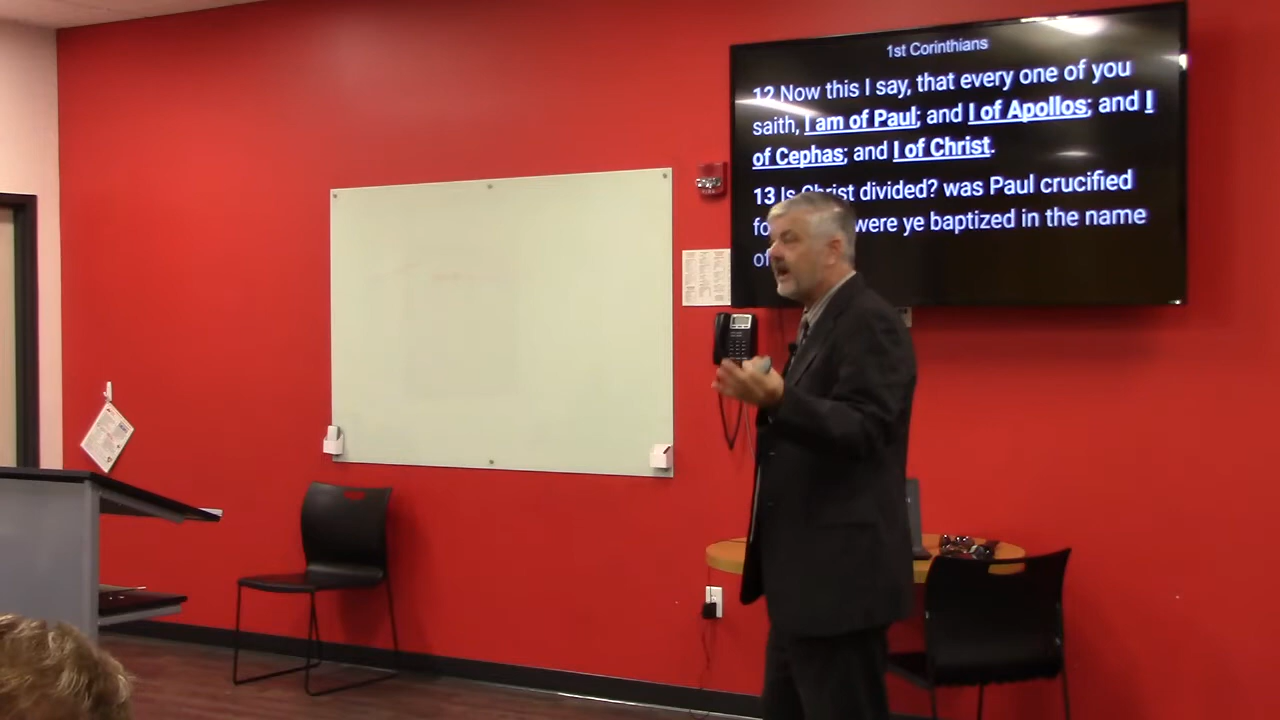 1st Corinthians
12 Now this I say, that every one of you
saith, I am of Paul; and I of Apollos; and I
of Cephas; and I of Christ.
13 Is Christ divided? was Paul crucified
were ye baptized in the name
of